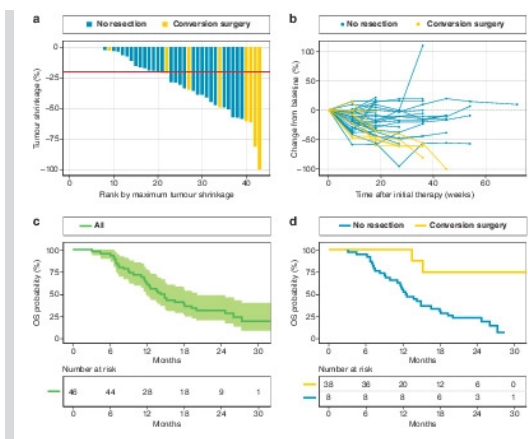 a
No resection
Conversion surgery
Tumour shrinkage (%)
0
−25
−50
−75
−100
0
10
20
30
40
Rank by maximum tumour shrinkage
b
No resection
Conversion surgery
Change from baseline (%)
100
50
0
−50
−100
0
20
40
60
Time after initial therapy (weeks)
c
All
OS probability (%)
100
75
50
25
0
0
6
12
18
24
30
Months
Number at risk
46 44 28 18 9 1
0 6 12 18 24 30
Months
d
No resection
Conversion surgery
OS probability (%)
100
75
50
25
0
0
6
12
18
24
30
Months
Number at risk
38 36 20 12 6 0
8 8 8 6 3 1
0 6 12 18 24 30
Months